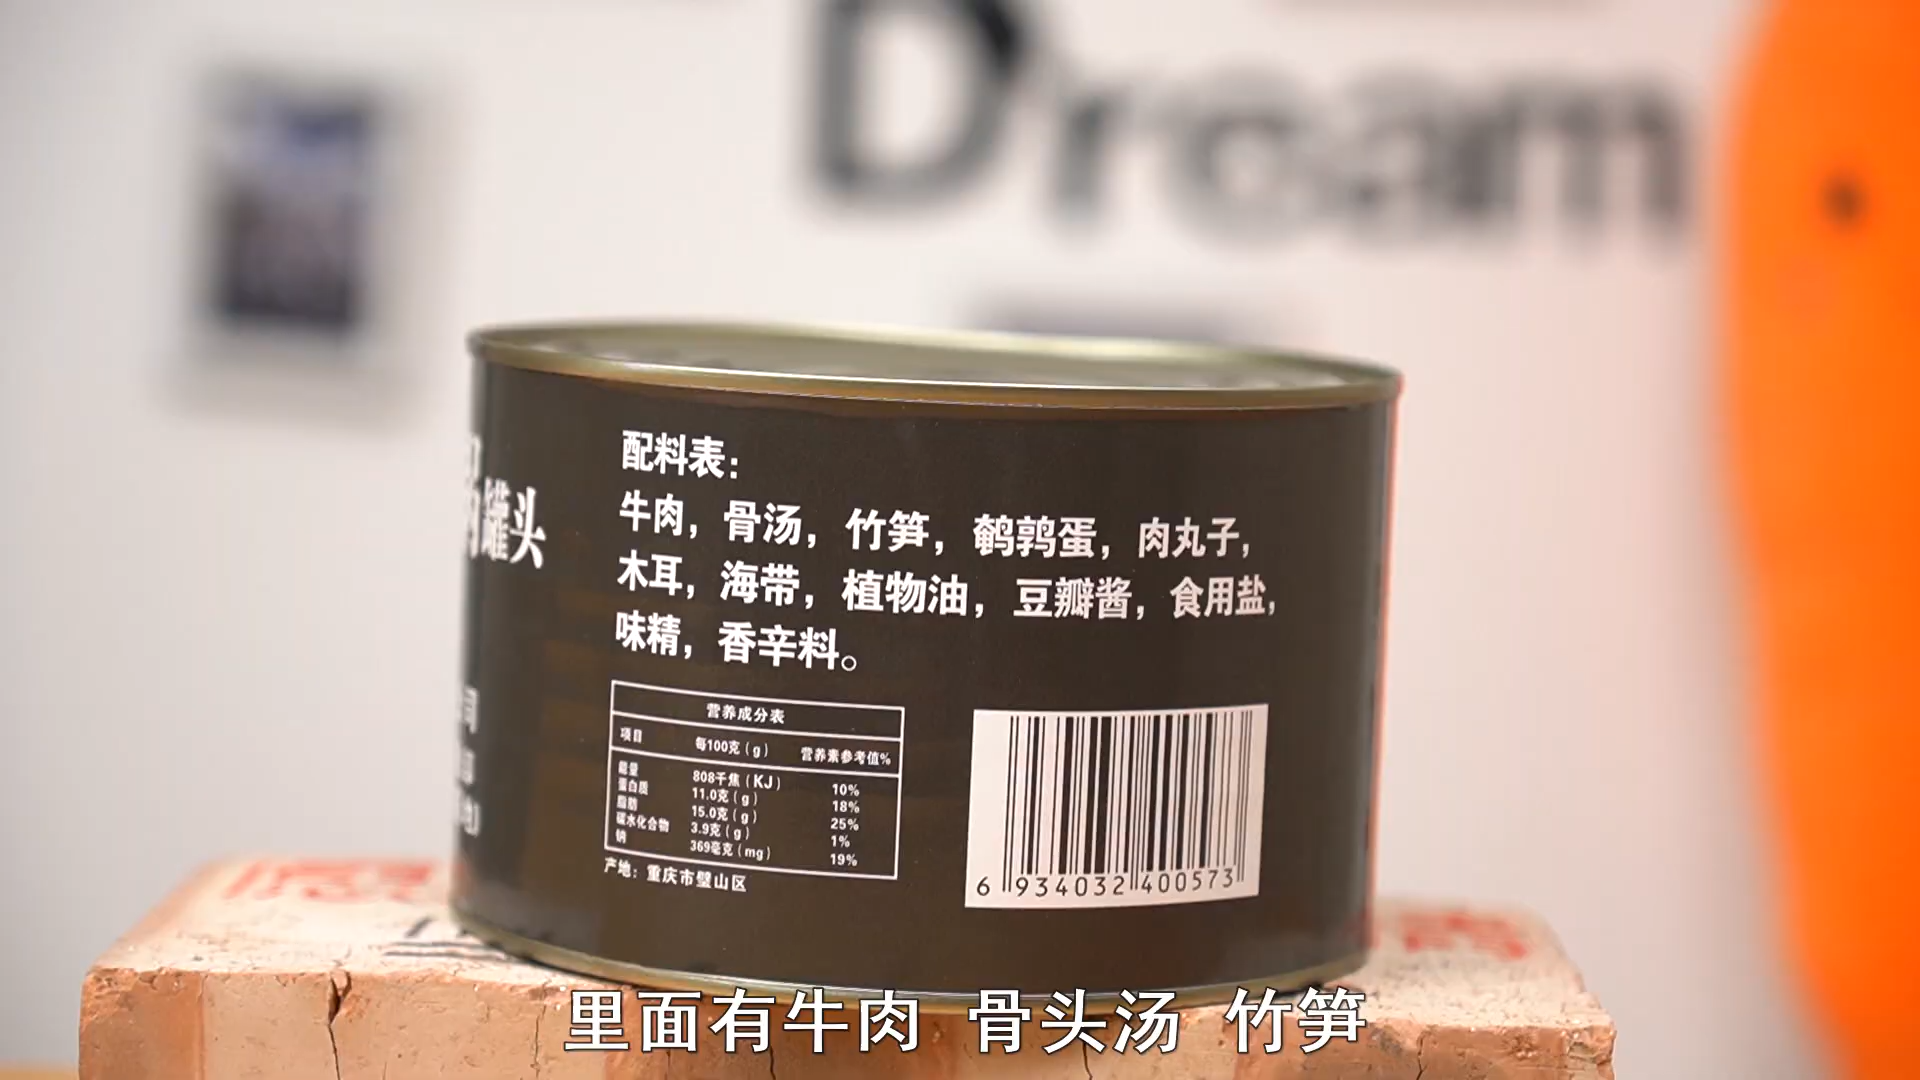 Dream
罐头
配料表：
牛肉，骨汤，竹笋，鹌鹑蛋，肉丸子，
木耳，海带，植物油，豆瓣酱，食用盐，
味精，香辛料。
营养成分表
项目 每100克（g） 营养素参考值%
能量 808千焦（KJ） 10%
蛋白质 11.0克（g） 18%
脂肪 15.0克（g） 25%
碳水化合物 3.9克（g） 1%
钠 369毫克（mg） 19%
产地：重庆市璧山区
6 934032 400573
司
里面有牛肉 骨头汤 竹笋